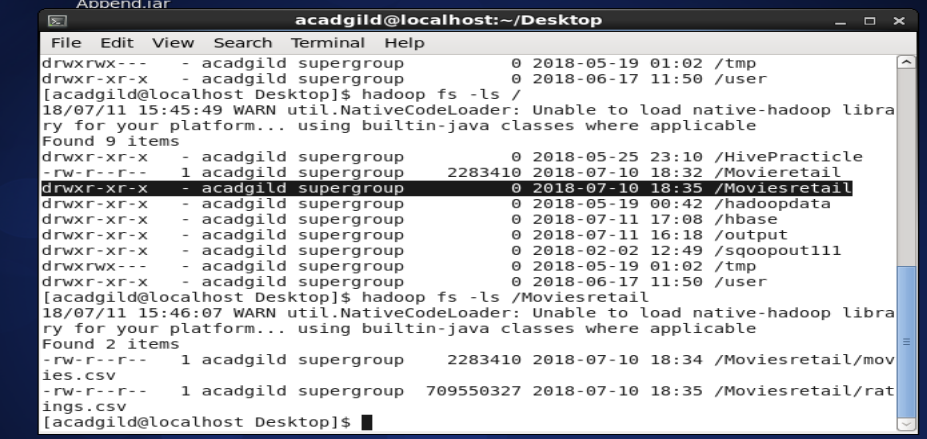 Append.jar
acadgild@localhost:~/Desktop
File Edit View Search Terminal Help
drwxrwx---   - acadgild supergroup          0 2018-05-19 01:02 /tmp
drwxr-xr-x   - acadgild supergroup          0 2018-06-17 11:50 /user
[acadgild@localhost Desktop]$ hadoop fs -ls /
18/07/11 15:45:49 WARN util.NativeCodeLoader: Unable to load native-hadoop libra
ry for your platform... using builtin-java classes where applicable
Found 9 items
drwxr-xr-x   - acadgild supergroup          0 2018-05-25 23:10 /HivePracticle
-rw-r--r--   1 acadgild supergroup    2283410 2018-07-10 18:32 /Movieretail
drwxr-xr-x   - acadgild supergroup          0 2018-07-10 18:35 /Moviesretail
drwxr-xr-x   - acadgild supergroup          0 2018-05-19 00:42 /hadoopdata
drwxr-xr-x   - acadgild supergroup          0 2018-07-11 17:08 /hbase
drwxr-xr-x   - acadgild supergroup          0 2018-07-11 16:18 /output
drwxr-xr-x   - acadgild supergroup          0 2018-02-02 12:49 /sqoopout111
drwxrwx---   - acadgild supergroup          0 2018-05-19 01:02 /tmp
drwxr-xr-x   - acadgild supergroup          0 2018-06-17 11:50 /user
[acadgild@localhost Desktop]$ hadoop fs -ls /Moviesretail
18/07/11 15:46:07 WARN util.NativeCodeLoader: Unable to load native-hadoop libra
ry for your platform... using builtin-java classes where applicable
Found 2 items
-rw-r--r--   1 acadgild supergroup    2283410 2018-07-10 18:34 /Moviesretail/mov
ies.csv
-rw-r--r--   1 acadgild supergroup  709550327 2018-07-10 18:35 /Moviesretail/rat
ings.csv
[acadgild@localhost Desktop]$